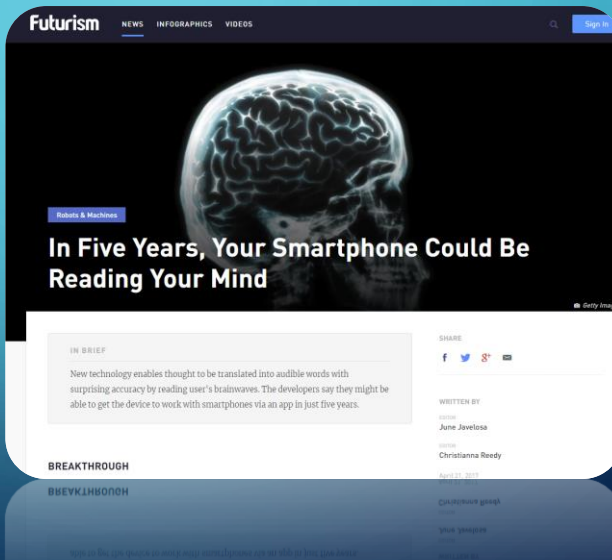 Futurism NEWS INFOGRAPHICS VIDEOS Sign In
Robots & Machines
In Five Years, Your Smartphone Could Be
Reading Your Mind
Getty Imag
IN BRIEF
New technology enables thought to be translated into audible words with
surprising accuracy by reading user's brainwaves. The developers say they might be
able to get the device to work with smartphones via an app in just five years.
SHARE
WRITTEN BY
EDITOR
June Javelosa
EDITOR
Christianna Reedy
April 21, 2017
BREAKTHROUGH